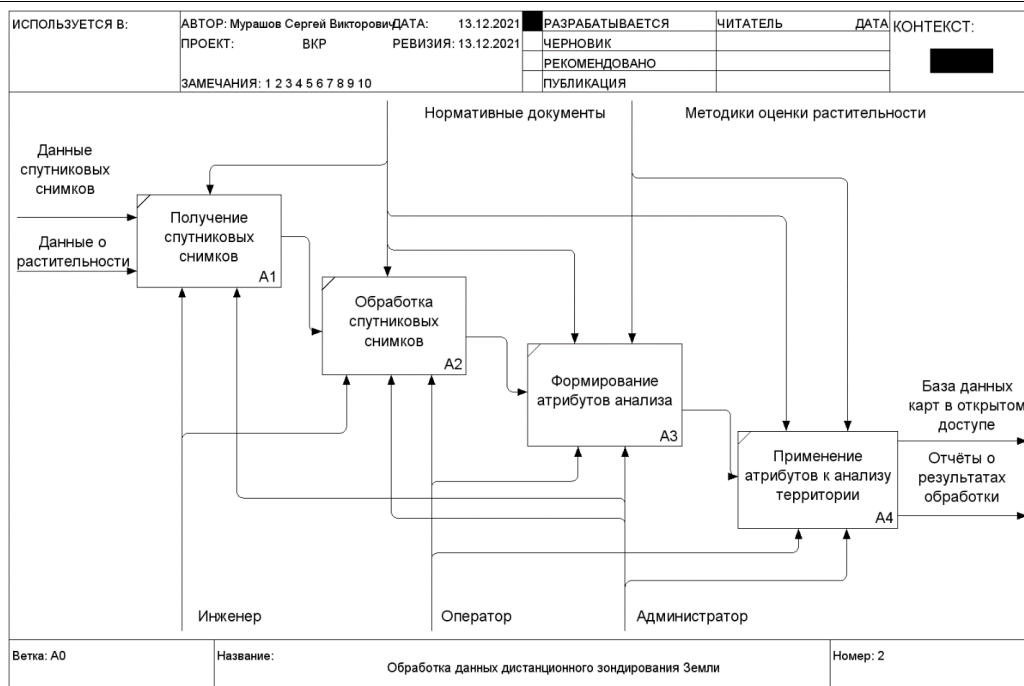 ИСПОЛЬЗУЕТСЯ В:
АВТОР: Мурашов Сергей Викторович
ДАТА: 13.12.2021
ПРОЕКТ: ВКР
РЕВИЗИЯ: 13.12.2021
ЗАМЕЧАНИЯ: 1 2 3 4 5 6 7 8 9 10
РАЗРАБАТЫВАЕТСЯ
ЧЕРНОВИК
РЕКОМЕНДОВАНО
ПУБЛИКАЦИЯ
ЧИТАТЕЛЬ
ДАТА
КОНТЕКСТ:
Нормативные документы
Методики оценки растительности
Данные
спутниковых
снимков
Данные о
растительности
Получение
спутниковых
снимков
A1
Обработка
спутниковых
снимков
A2
Формирование
атрибутов анализа
A3
Применение
атрибутов к анализу
территории
A4
База данных
карт в открытом
доступе
Отчёты о
результатах
обработки
Инженер
Оператор
Администратор
Ветка: A0
Название:
Обработка данных дистанционного зондирования Земли
Номер: 2